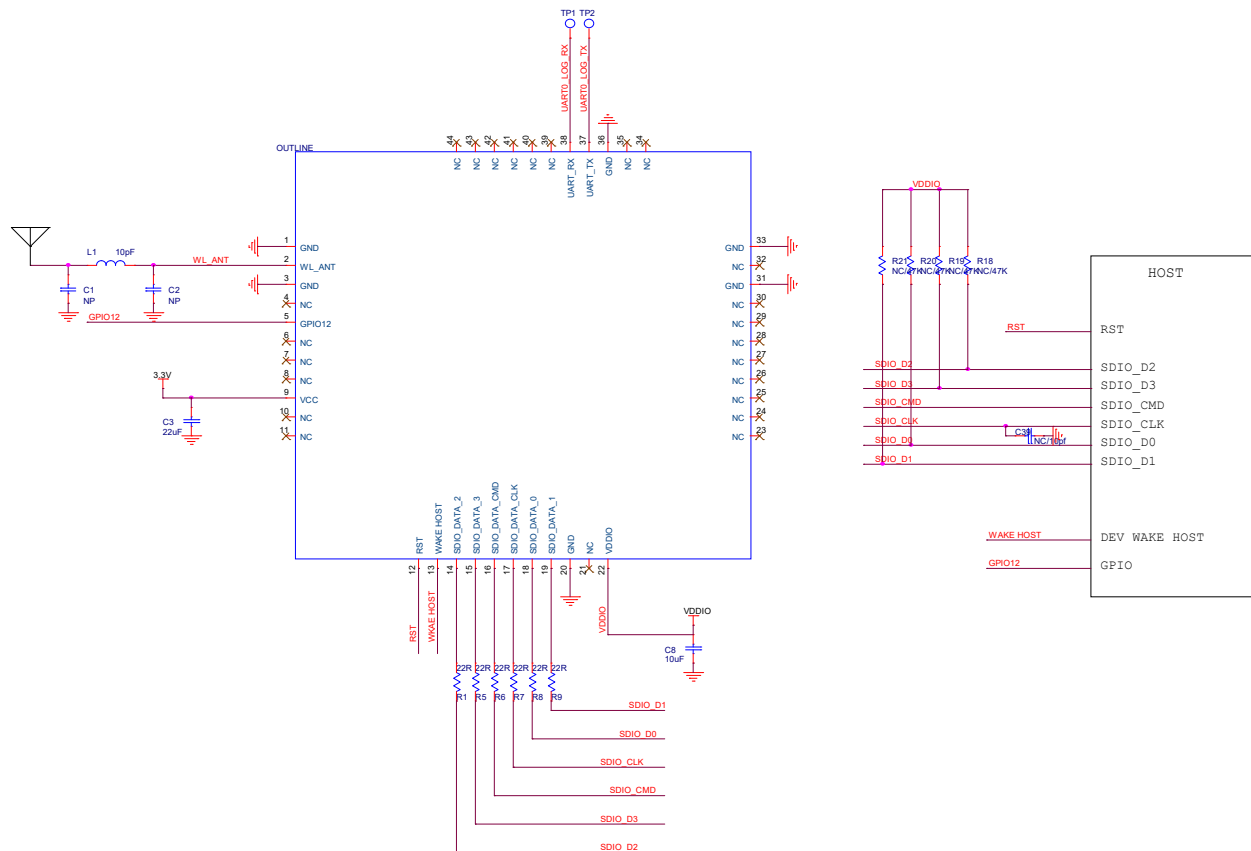 TP1 TP2
UART0_LOG_RX
UART0_LOG_TX
44 43 42 41 40 39 38 37 36 35 34
OUTLINE
NC NC NC NC NC NC UART_RX UART_TX GND NC NC
L1 10pF
WL_ANT
C1
NP
C2
NP
GPIO12
3.3V
C3
22uF
1 GND
2 WL_ANT
3 GND
4 NC
5 GPIO12
6 NC
7 NC
8 NC
9 VCC
10 NC
11 NC
GND 33
NC 32
GND 31
NC 30
NC 29
NC 28
NC 27
NC 26
NC 25
NC 24
NC 23
RST WAKE HOST SDIO_DATA_2 SDIO_DATA_3 SDIO_DATA_CMD SDIO_DATA_CLK SDIO_DATA_0 SDIO_DATA_1 GND NC VDDIO
12 13 14 15 16 17 18 19 20 21 22
RST
WKAE HOST
VDDIO
VDDIO
C8
10uF
22R 22R 22R 22R 22R 22R
R1 R5 R6 R7 R8 R9
SDIO_D1
SDIO_D0
SDIO_CLK
SDIO_CMD
SDIO_D3
SDIO_D2
VDDIO
R21 R20 R19 R18
NC/47K NC/47K NC/47K NC/47K
HOST
RST RST
SDIO_D2 SDIO_D2
SDIO_D3 SDIO_D3
SDIO_CMD SDIO_CMD
SDIO_CLK SDIO_CLK
C39
NC/10pf
SDIO_D0 SDIO_D0
SDIO_D1 SDIO_D1
WAKE HOST DEV WAKE HOST
GPIO12 GPIO